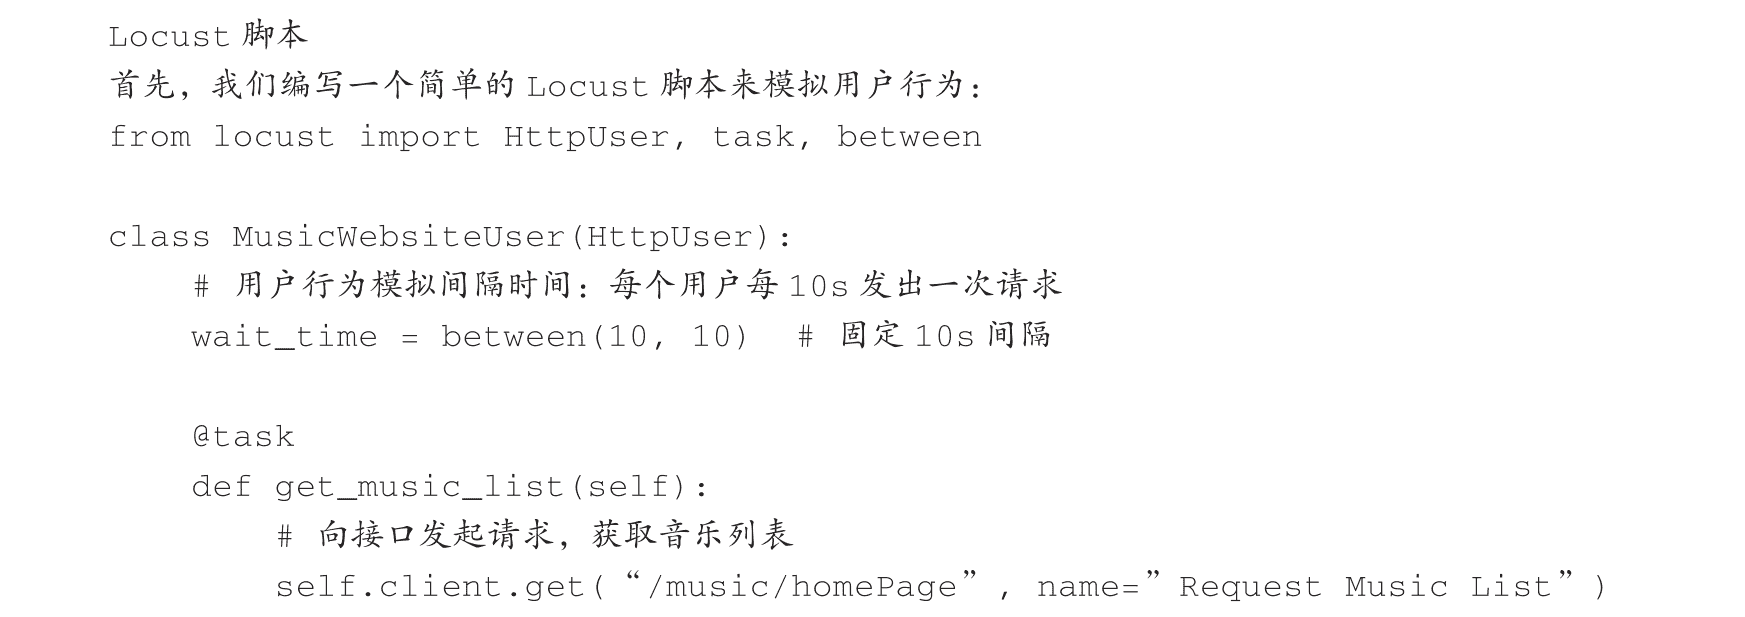 Locust 脚本
首先，我们编写一个简单的 Locust 脚本来模拟用户行为：
from locust import HttpUser, task, between
class MusicWebsiteUser(HttpUser):
    # 用户行为模拟间隔时间：每个用户每 10s 发出一次请求
    wait_time = between(10, 10)  # 固定 10s 间隔
    @task
    def get_music_list(self):
        # 向接口发起请求，获取音乐列表
        self.client.get(“/music/homePage”, name=”Request Music List”)